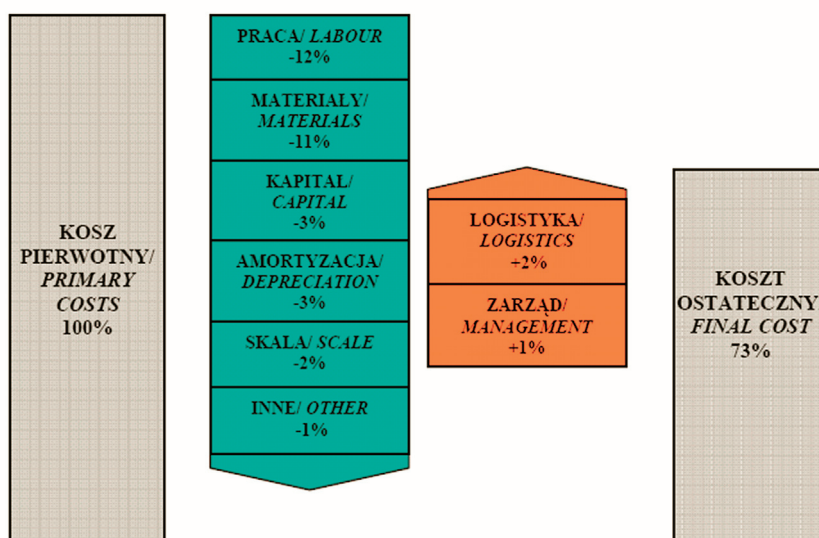 KOSZ
PIERWOTNY/
PRIMARY
COSTS
100%
PRACA/ LABOUR
-12%
MATERIALY/
MATERIALS
-11%
KAPITAL/
CAPITAL
-3%
AMORTYZACJA/
DEPRECIATION
-3%
SKALA/ SCALE
-2%
INNE/ OTHER
-1%
LOGISTYKA/
LOGISTICS
+2%
ZARZĄD/
MANAGEMENT
+1%
KOSZT
OSTATECZNY
FINAL COST
73%